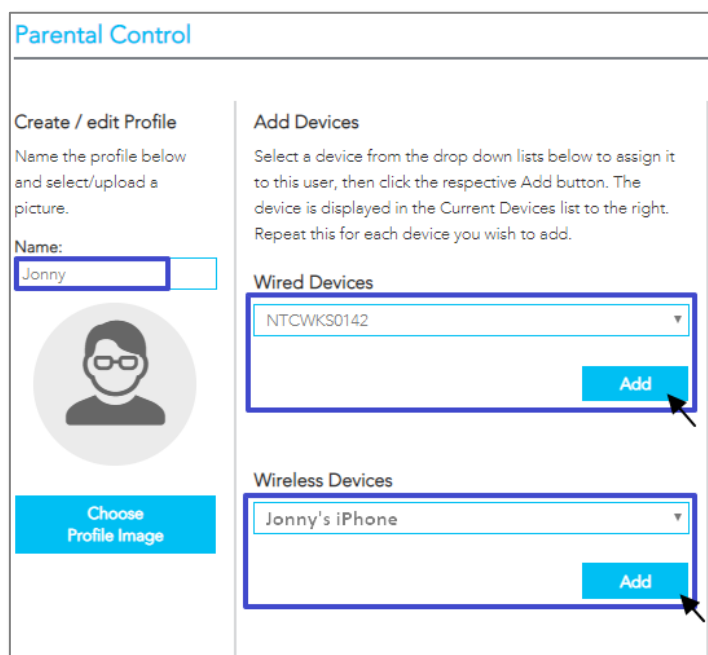 Parental Control
Create / edit Profile
Name the profile below
and select/upload a
picture.
Name:
Jonny
Choose
Profile Image
Add Devices
Select a device from the drop down lists below to assign it
to this user, then click the respective Add button. The
device is displayed in the Current Devices list to the right.
Repeat this for each device you wish to add.
Wired Devices
NTCWKS0142
Add
Wireless Devices
Jonny's iPhone
Add